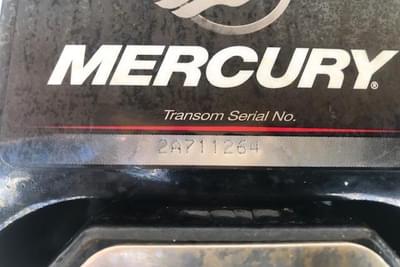 MERCURY®
Transom Serial No.
2A711264